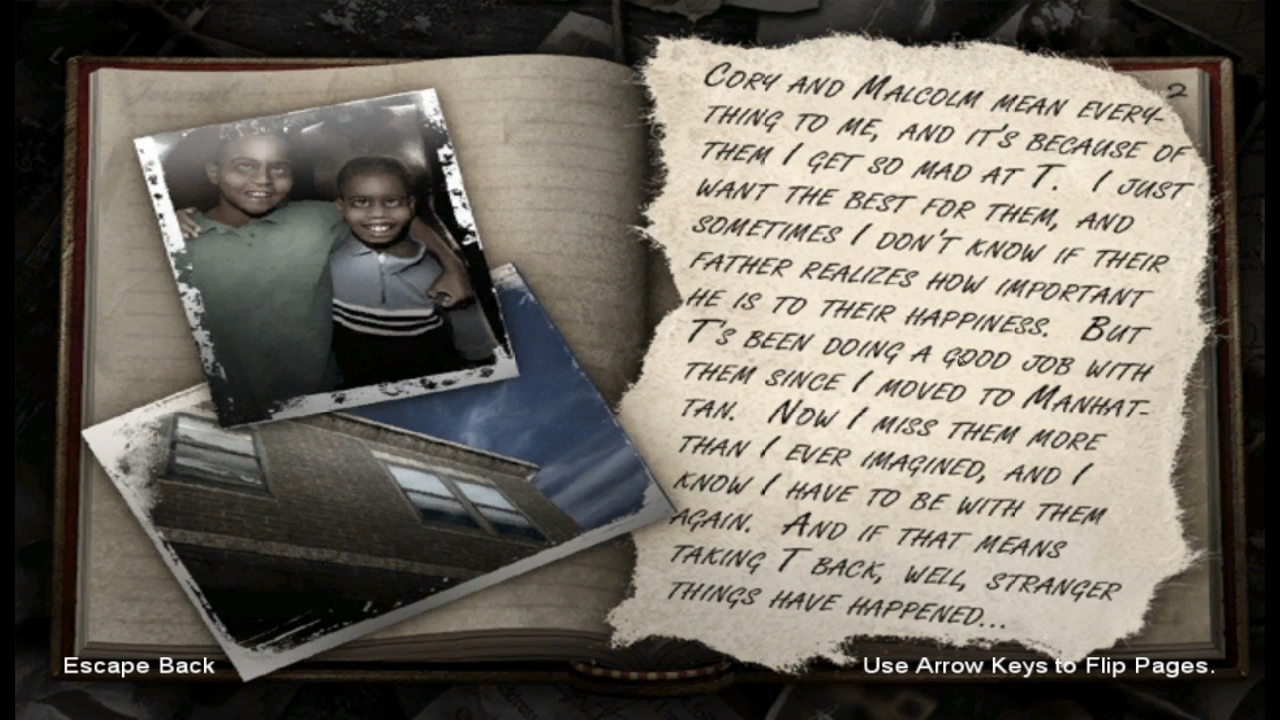 2
CORY AND MALCOLM MEAN EVERY-
THING TO ME, AND IT'S BECAUSE OF
THEM I GET SO MAD AT T. I JUST
WANT THE BEST FOR THEM, AND
SOMETIMES I DON'T KNOW IF THEIR
FATHER REALIZES HOW IMPORTANT
HE IS TO THEIR HAPPINESS. BUT
T'S BEEN DOING A GOOD JOB WITH
THEM SINCE I MOVED TO MANHAT-
TAN. NOW I MISS THEM MORE
THAN I EVER IMAGINED, AND I
KNOW I HAVE TO BE WITH THEM
AGAIN. AND IF THAT MEANS
TAKING T BACK, WELL, STRANGER
THINGS HAVE HAPPENED...
Escape Back
Use Arrow Keys to Flip Pages.